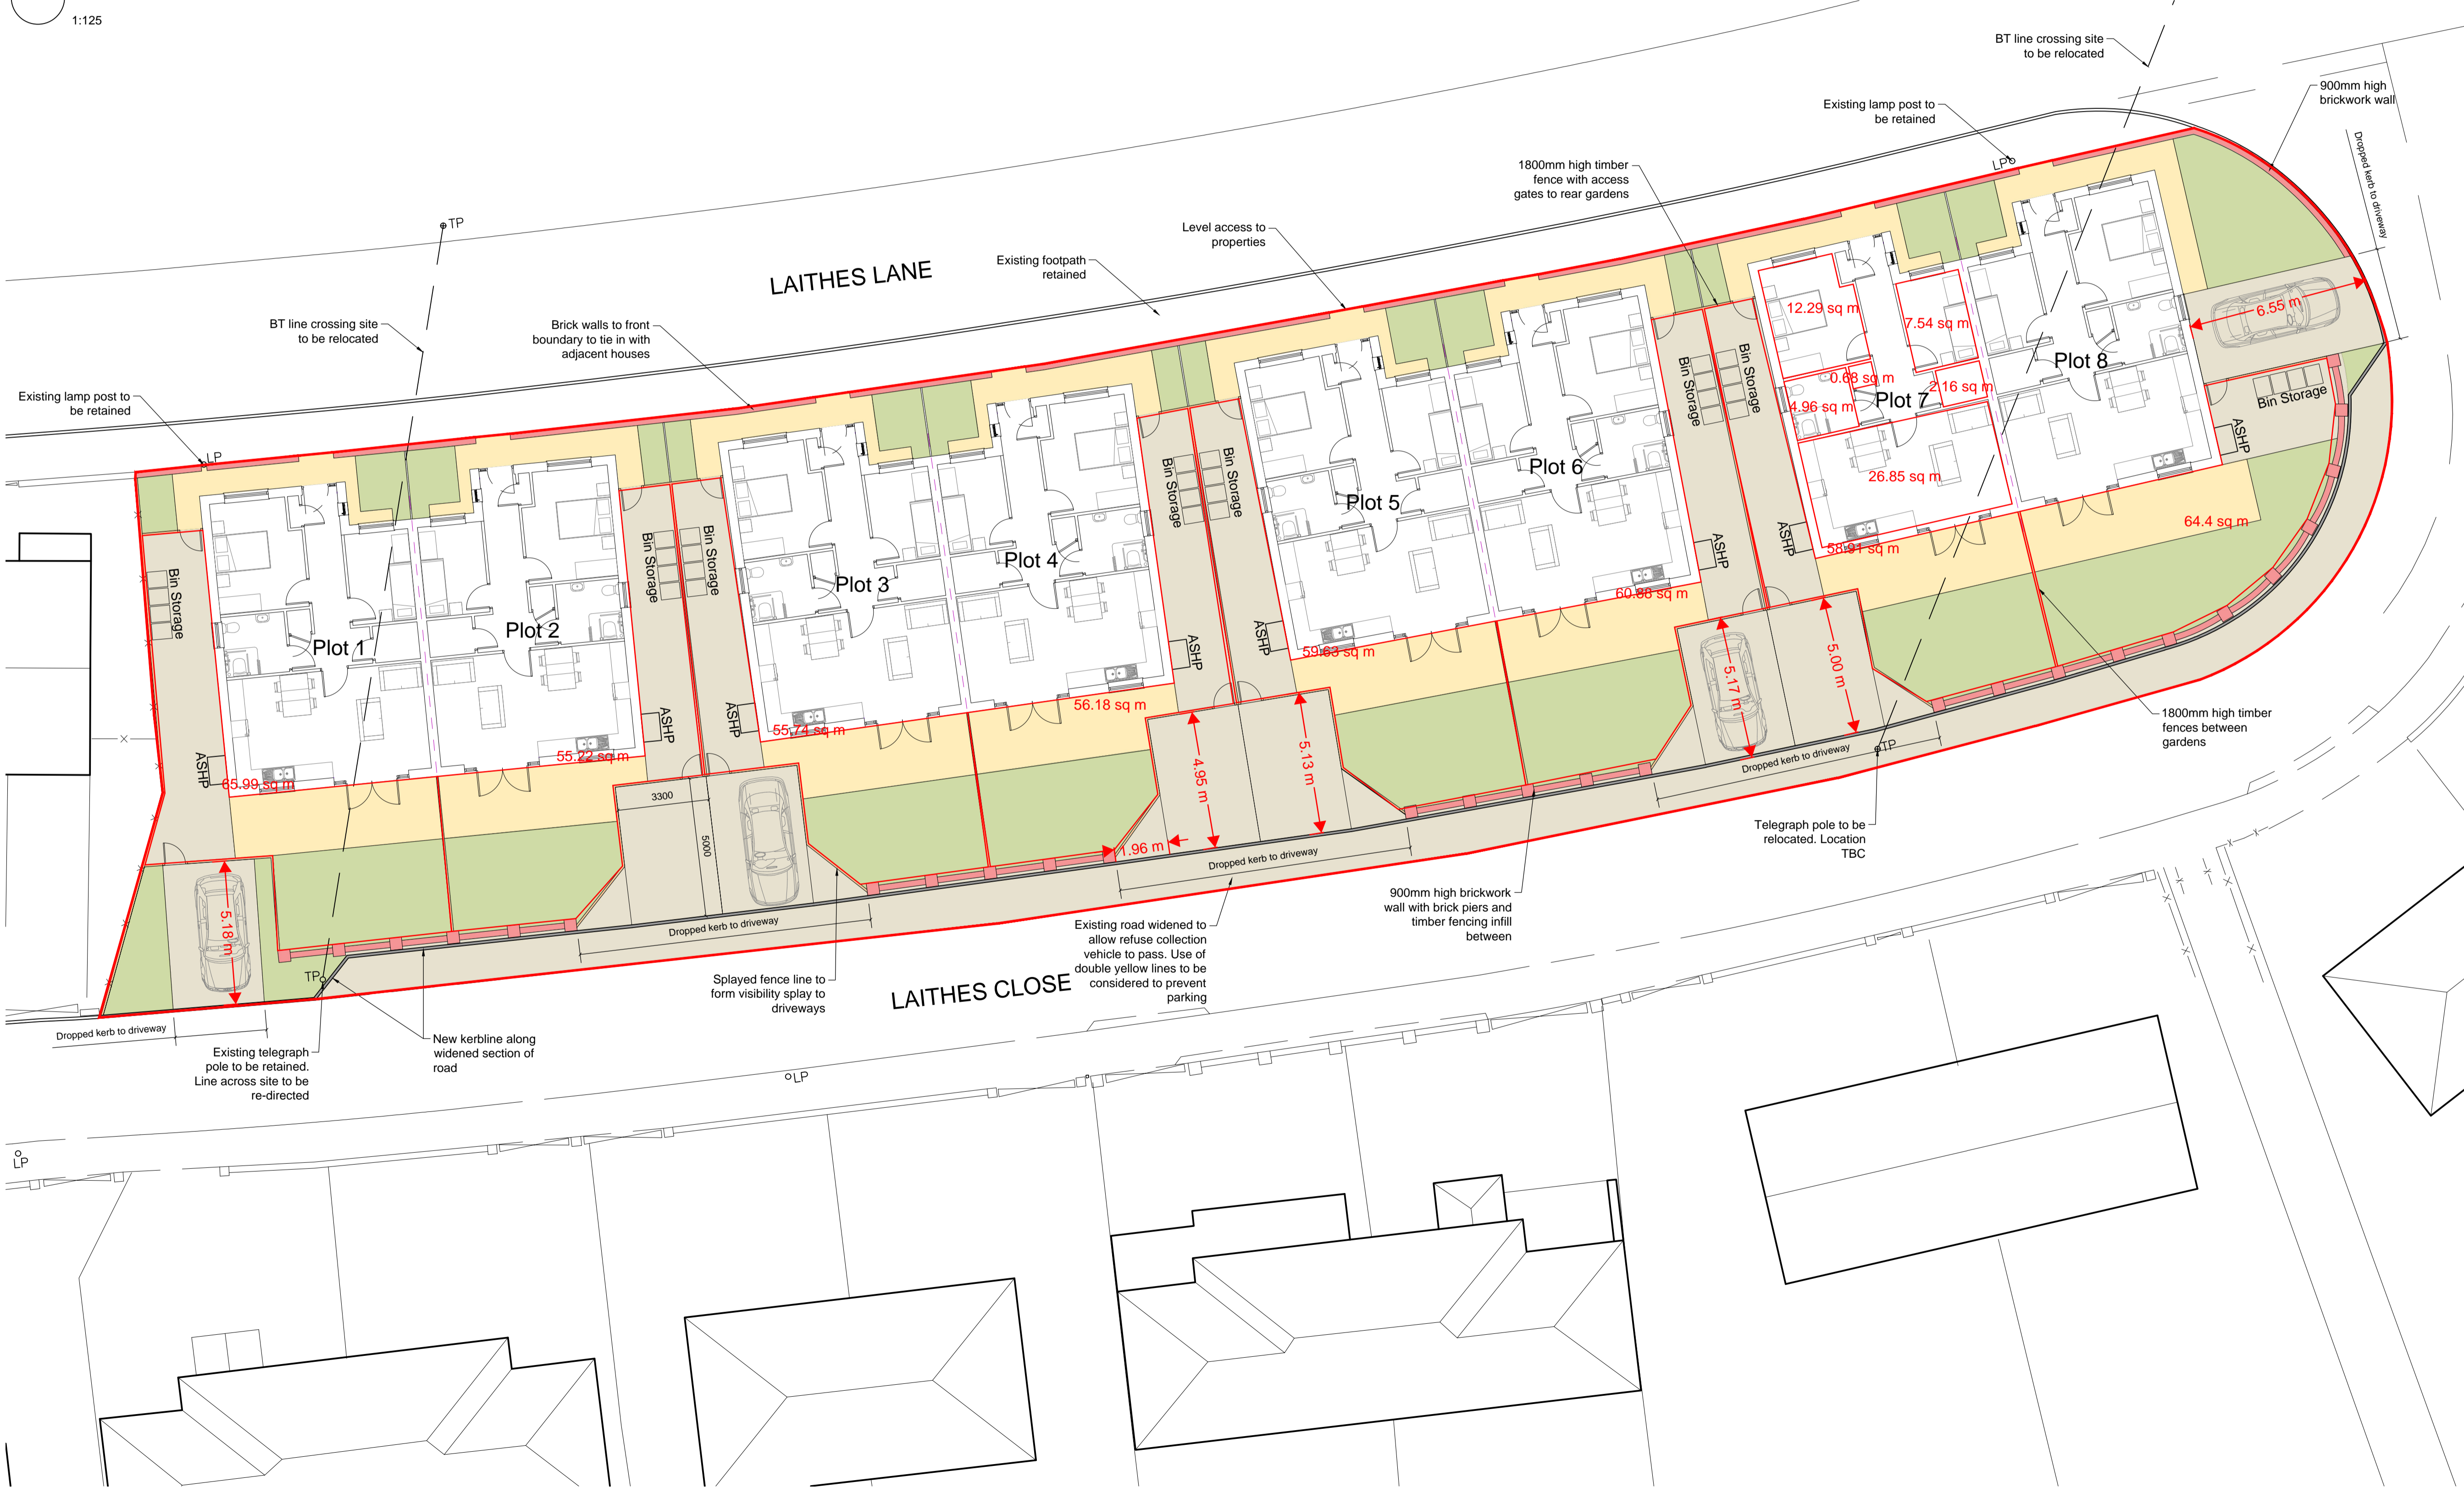 1:125
BT line crossing site
to be relocated
900mm high
brickwork wall
Existing lamp post to
be retained
LP
Dropped kerb to driveway
1800mm high timber
fence with access
gates to rear gardens
Level access to
properties
TP
LAITHES LANE
Existing footpath
retained
BT line crossing site
to be relocated
Brick walls to front
boundary to tie in with
adjacent houses
Existing lamp post to
be retained
LP
12.29 sq m
7.54 sq m
6.55 m
Plot 8
0.68 sq m
2.16 sq m
4.96 sq m
Plot 7
Bin Storage
Bin Storage
Bin Storage
ASHP
26.85 sq m
Plot 6
Plot 5
Bin Storage
Bin Storage
64.4 sq m
ASHP
ASHP
58.91 sq m
Plot 4
Plot 3
Bin Storage
Bin Storage
60.88 sq m
Bin Storage
Plot 2
Plot 1
ASHP
ASHP
59.63 sq m
5.17 m
5.00 m
56.18 sq m
ASHP
ASHP
55.74 sq m
55.22 sq m
ASHP
65.99 sq m
1800mm high timber
fences between
gardens
TP
Dropped kerb to driveway
4.95 m
5.13 m
3300
5000
1.96 m
Dropped kerb to driveway
Telegraph pole to be
relocated. Location
TBC
900mm high brickwork
wall with brick piers and
timber fencing infill
between
5.18 m
Dropped kerb to driveway
TP
Existing road widened to
allow refuse collection
vehicle to pass. Use of
double yellow lines to be
considered to prevent
parking
Splayed fence line to
form visibility splay to
driveways
LAITHES CLOSE
Dropped kerb to driveway
New kerbline along
widened section of
road
Existing telegraph
pole to be retained.
Line across site to be
re-directed
LP
LP